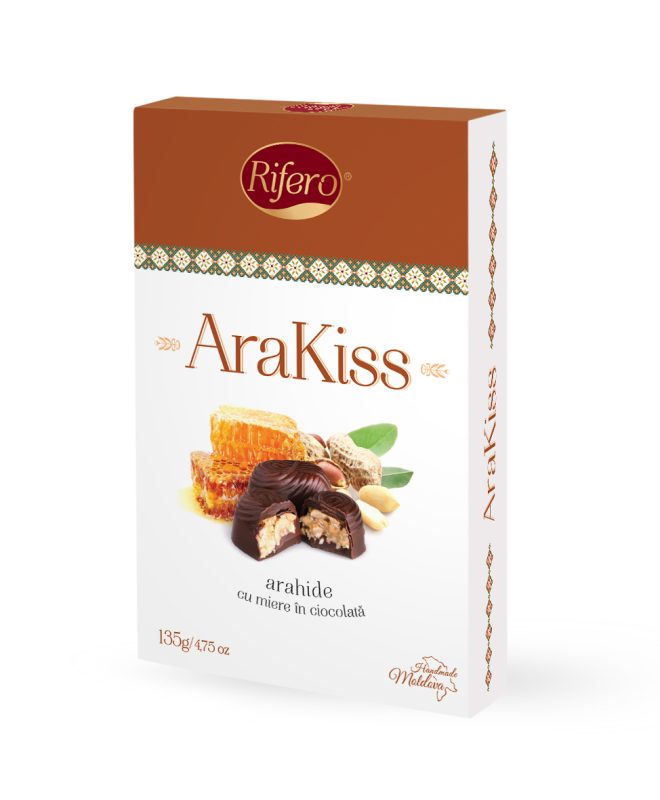 Rifero®
AraKiss
arahide
cu miere în ciocolată
135g/4,75 oz
Handmade
Moldova
AraKiss